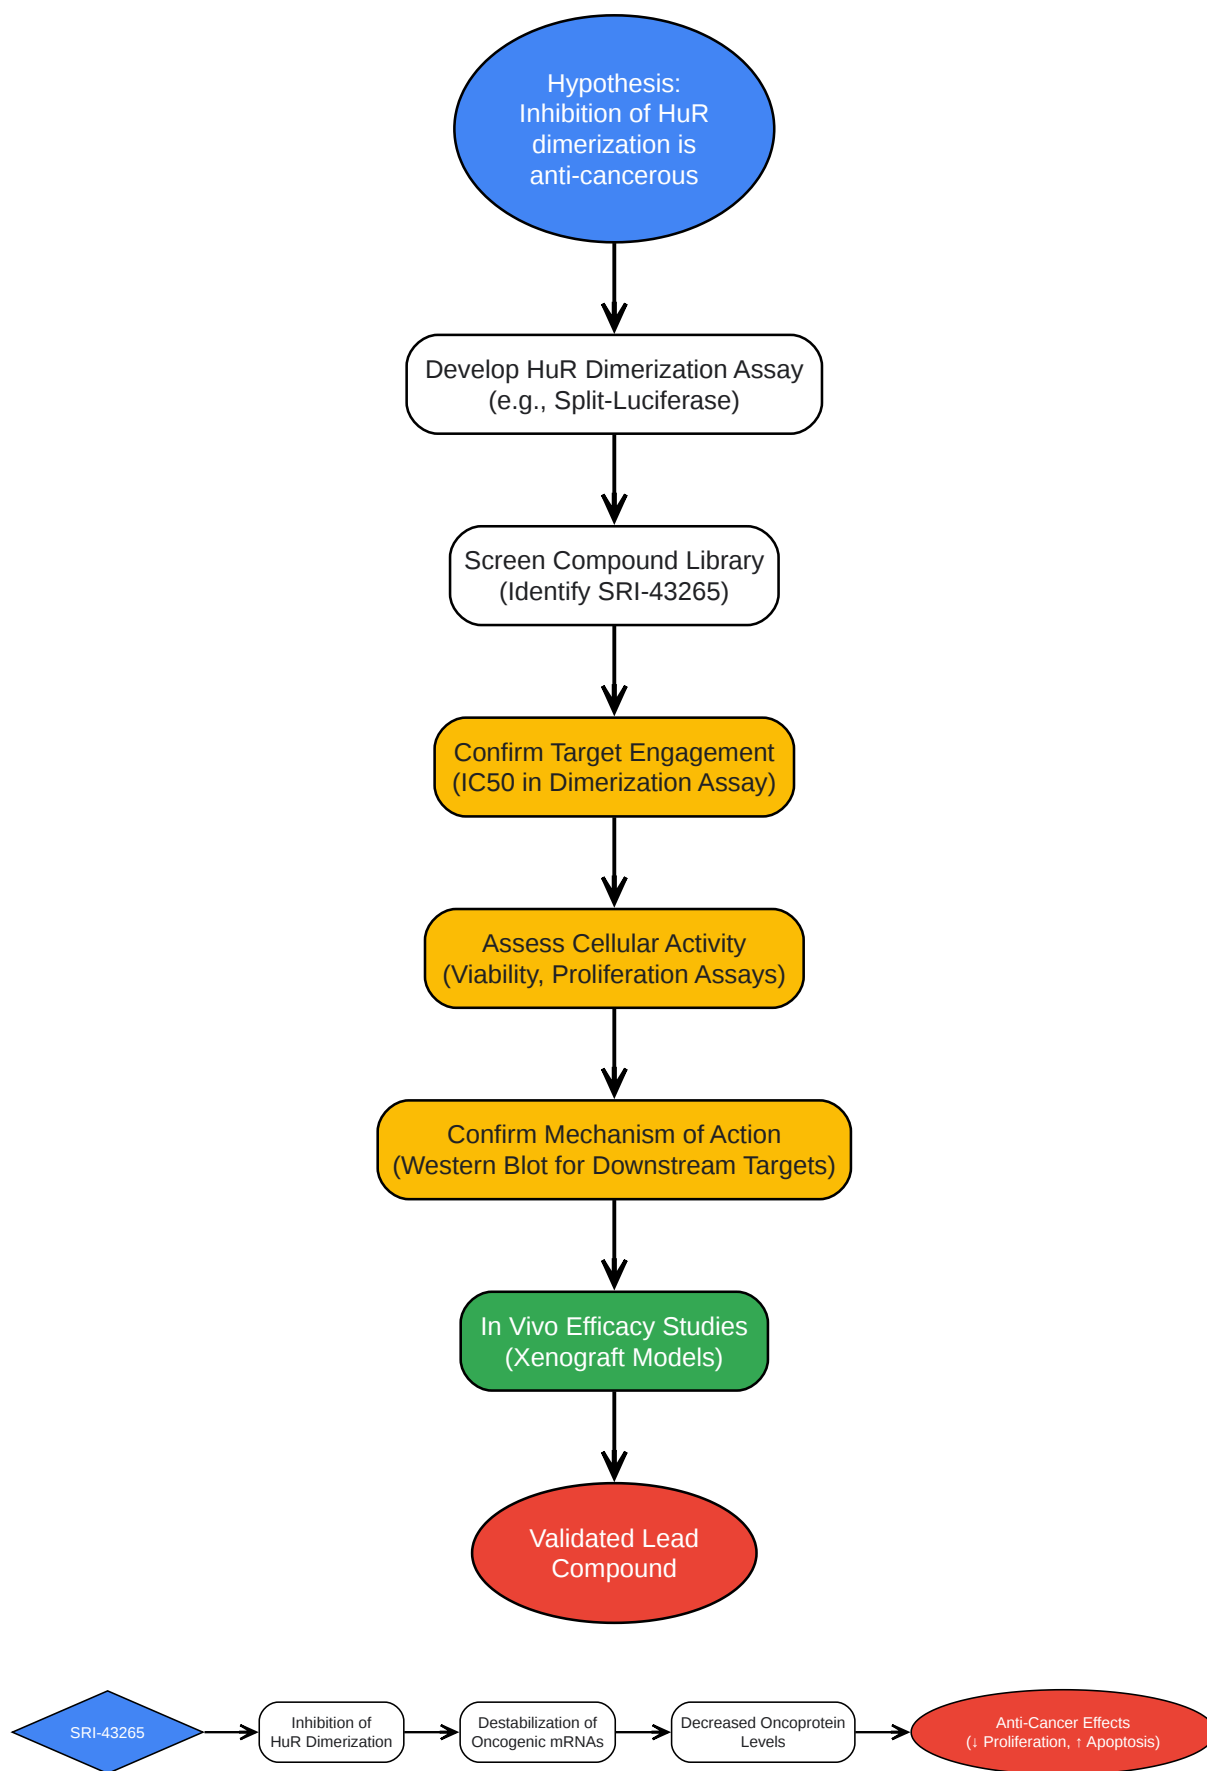 Hypothesis:
Inhibition of HuR
dimerization is
anti-cancerous
Develop HuR Dimerization Assay
(e.g., Split-Luciferase)
Screen Compound Library
(Identify SRI-43265)
Confirm Target Engagement
(IC50 in Dimerization Assay)
Assess Cellular Activity
(Viability, Proliferation Assays)
Confirm Mechanism of Action
(Western Blot for Downstream Targets)
In Vivo Efficacy Studies
(Xenograft Models)
Validated Lead
Compound
SRI-43265
Inhibition of
HuR Dimerization
Destabilization of
Oncogenic mRNAs
Decreased Oncoprotein
Levels
Anti-Cancer Effects
(↓ Proliferation, ↑ Apoptosis)